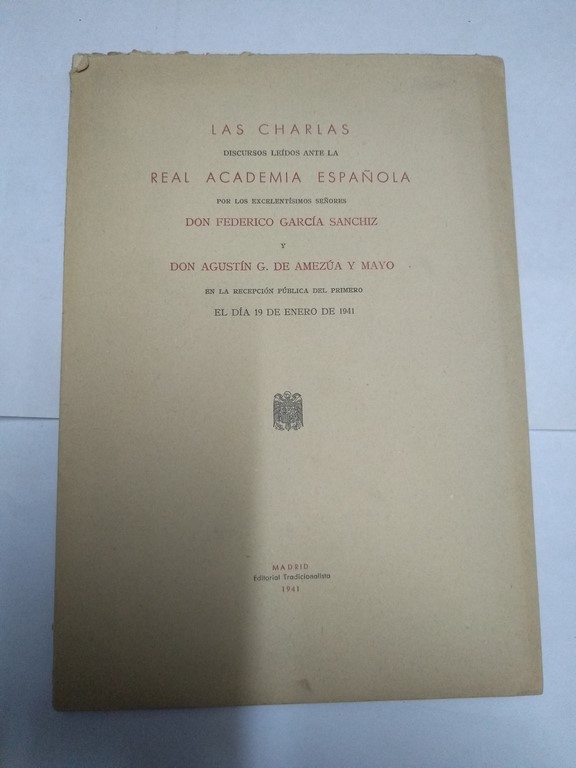 LAS CHARLAS
DISCURSOS LEÍDOS ANTE LA
REAL ACADEMIA ESPAÑOLA
POR LOS EXCELENTÍSIMOS SEÑORES
DON FEDERICO GARCÍA SANCHIZ
Y
DON AGUSTÍN G. DE AMEZÚA Y MAYO
EN LA RECEPCIÓN PÚBLICA DEL PRIMERO
EL DÍA 19 DE ENERO DE 1941
MADRID
Editorial Tradicionalista
1941